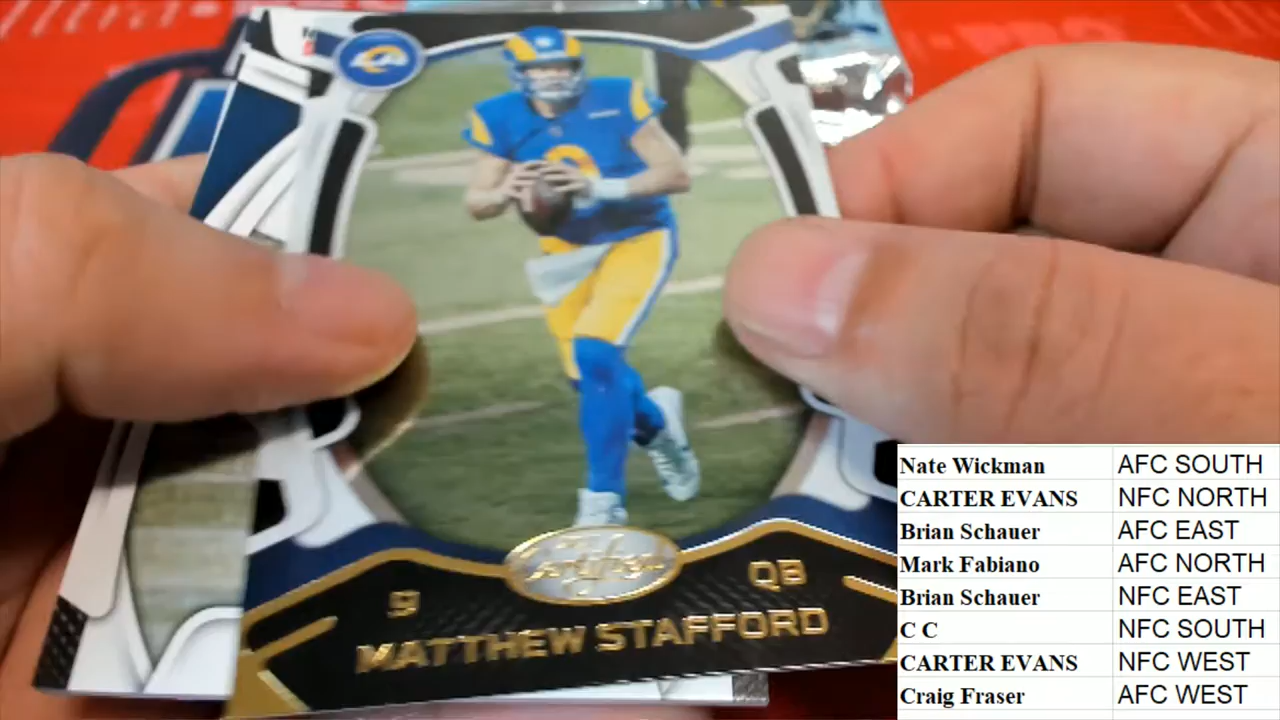 Certified
9 QB
MATTHEW STAFFORD
Nate Wickman AFC SOUTH
CARTER EVANS NFC NORTH
Brian Schauer AFC EAST
Mark Fabiano AFC NORTH
Brian Schauer NFC EAST
C C NFC SOUTH
CARTER EVANS NFC WEST
Craig Fraser AFC WEST